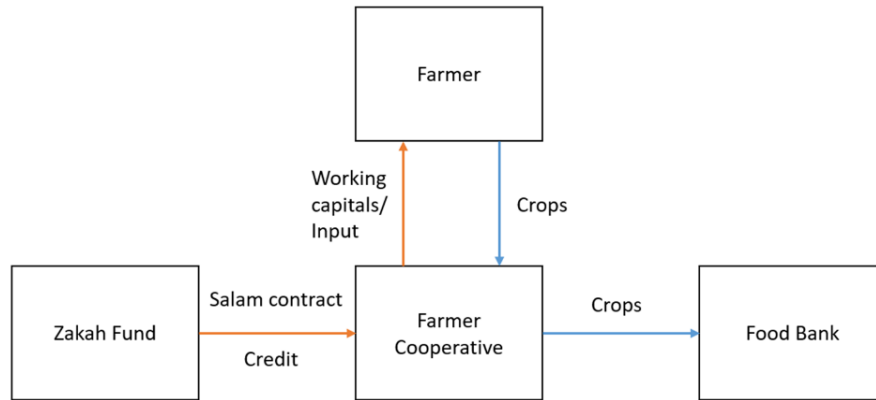 Farmer
Working
capitals/
Input
Crops
Zakah Fund
Salam contract
Credit
Farmer
Cooperative
Crops
Food Bank